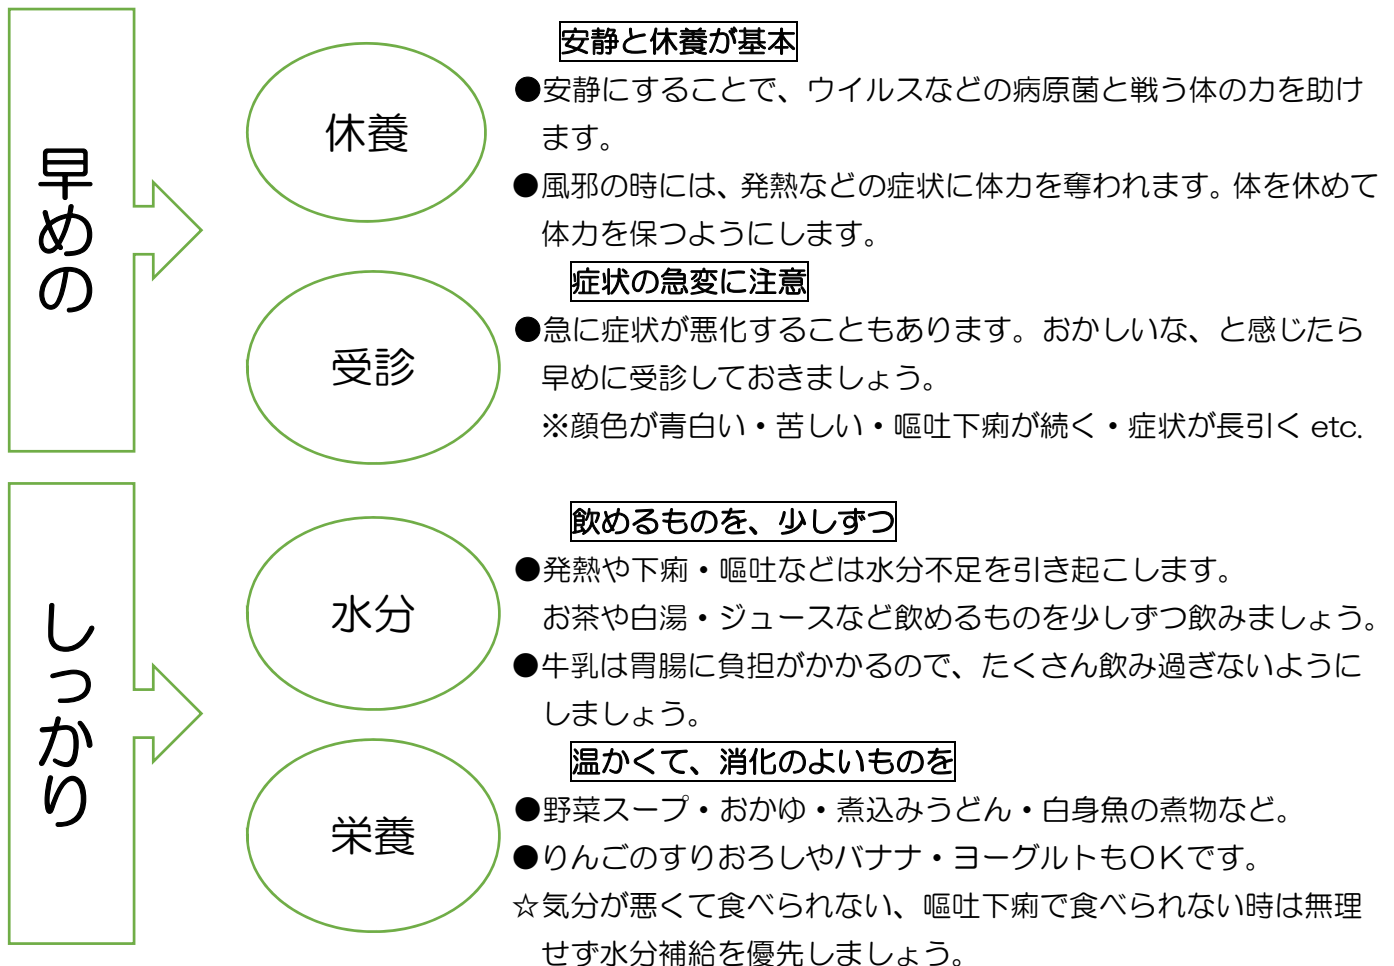 早めの
休養
安静と休養が基本
●安静にすることで、ウイルスなどの病原菌と戦う体の力を助け
ます。
●風邪の時には、発熱などの症状に体力を奪われます。体を休めて
体力を保つようにします。
受診
症状の急変に注意
●急に症状が悪化することもあります。おかしいな、と感じたら
早めに受診しておきましょう。
※顔色が青白い・苦しい・嘔吐下痢が続く・症状が長引く etc.
しっかり
水分
飲めるものを、少しずつ
●発熱や下痢・嘔吐などは水分不足を引き起こします。
お茶や白湯・ジュースなど飲めるものを少しずつ飲みましょう。
●牛乳は胃腸に負担がかかるので、たくさん飲み過ぎないように
しましょう。
栄養
温かくて、消化のよいものを
●野菜スープ・おかゆ・煮込みうどん・白身魚の煮物など。
●りんごのすりおろしやバナナ・ヨーグルトもOKです。
☆気分が悪くて食べられない、嘔吐下痢で食べられない時は無理
せず水分補給を優先しましょう。